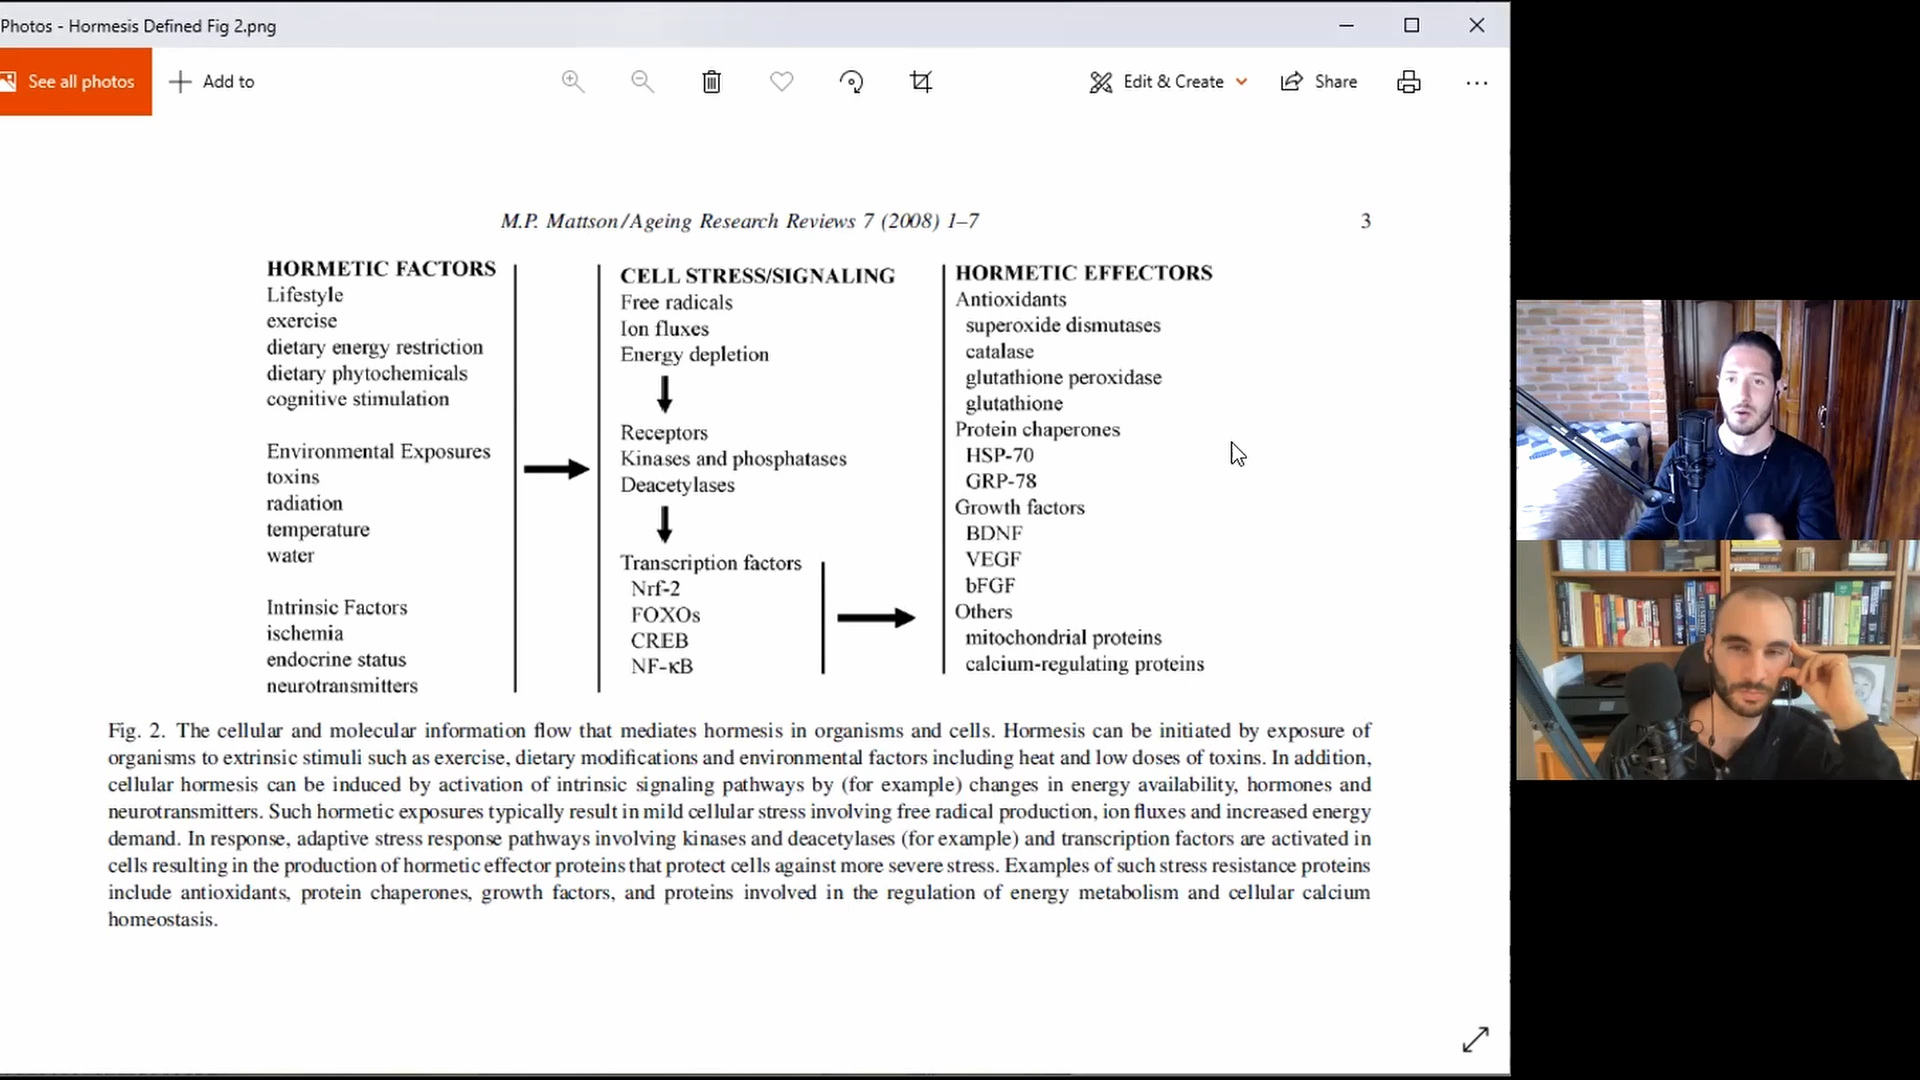 Photos - Hormesis Defined Fig 2.png
See all photos
Add to
Edit & Create
Share
M.P. Mattson/Ageing Research Reviews 7 (2008) 1–7
3
HORMETIC FACTORS
Lifestyle
exercise
dietary energy restriction
dietary phytochemicals
cognitive stimulation
Environmental Exposures
toxins
radiation
temperature
water
Intrinsic Factors
ischemia
endocrine status
neurotransmitters
CELL STRESS/SIGNALING
Free radicals
Ion fluxes
Energy depletion
Receptors
Kinases and phosphatases
Deacetylases
Transcription factors
Nrf-2
FOXOs
CREB
NF-κB
HORMETIC EFFECTORS
Antioxidants
superoxide dismutases
catalase
glutathione peroxidase
glutathione
Protein chaperones
HSP-70
GRP-78
Growth factors
BDNF
VEGF
bFGF
Others
mitochondrial proteins
calcium-regulating proteins
Fig. 2. The cellular and molecular information flow that mediates hormesis in organisms and cells. Hormesis can be initiated by exposure of
organisms to extrinsic stimuli such as exercise, dietary modifications and environmental factors including heat and low doses of toxins. In addition,
cellular hormesis can be induced by activation of intrinsic signaling pathways by (for example) changes in energy availability, hormones and
neurotransmitters. Such hormetic exposures typically result in mild cellular stress involving free radical production, ion fluxes and increased energy
demand. In response, adaptive stress response pathways involving kinases and deacetylases (for example) and transcription factors are activated in
cells resulting in the production of hormetic effector proteins that protect cells against more severe stress. Examples of such stress resistance proteins
include antioxidants, protein chaperones, growth factors, and proteins involved in the regulation of energy metabolism and cellular calcium
homeostasis.